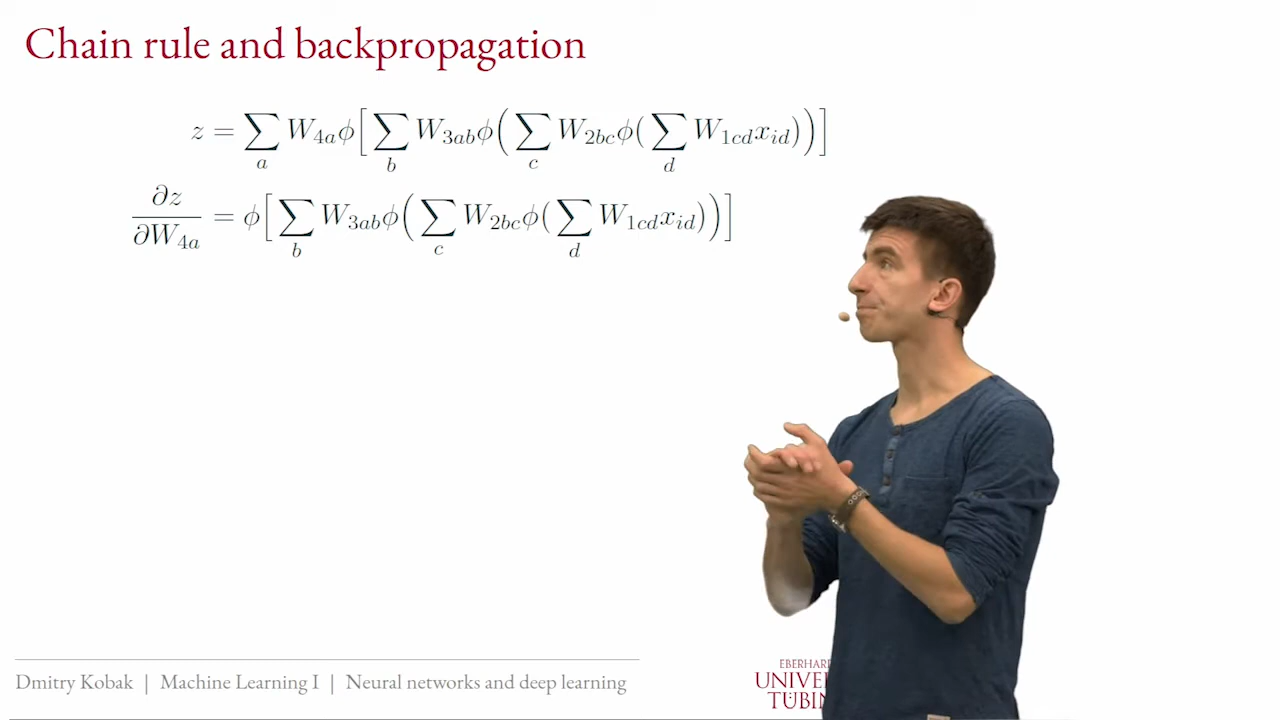 Chain rule and backpropagation
z = ∑_a W_{4a}ϕ[∑_b W_{3ab}ϕ(∑_c W_{2bc}ϕ(∑_d W_{1cd}x_{id}))]
∂z/∂W_{4a} = ϕ[∑_b W_{3ab}ϕ(∑_c W_{2bc}ϕ(∑_d W_{1cd}x_{id}))]
Dmitry Kobak | Machine Learning I | Neural networks and deep learning